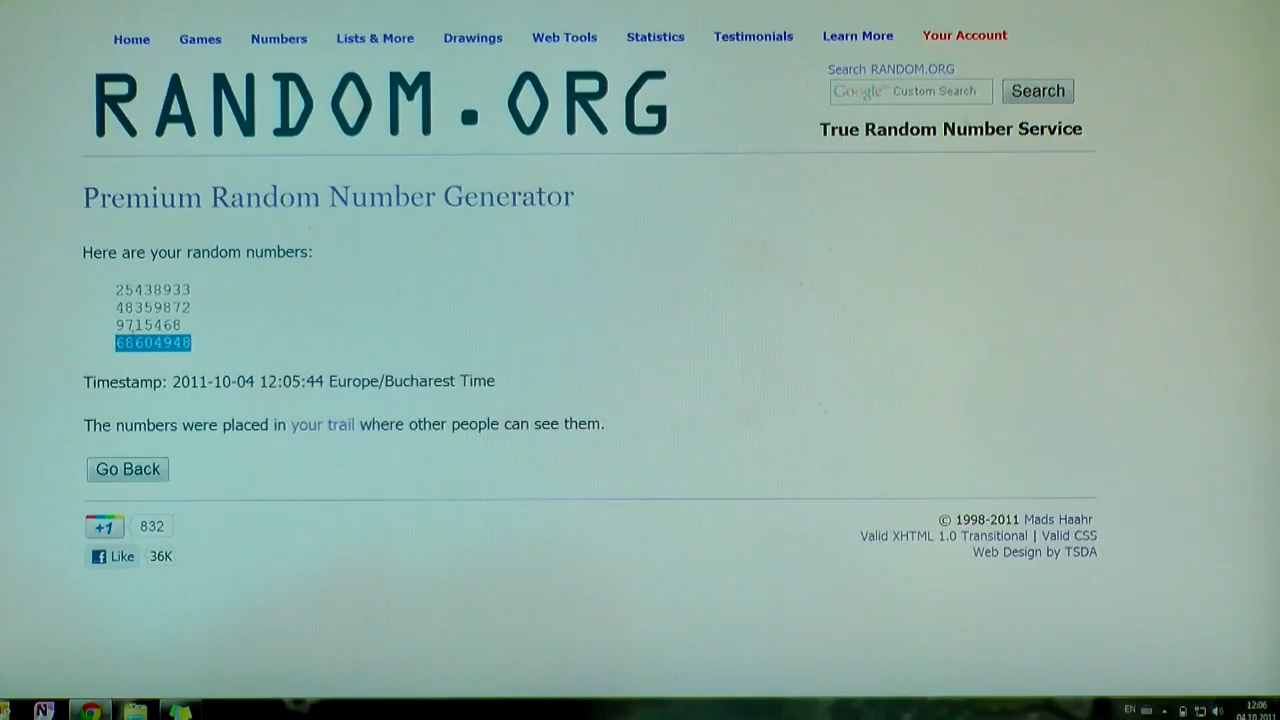 Home Games Numbers Lists & More Drawings Web Tools Statistics Testimonials Learn More Your Account
RANDOM.ORG
Search RANDOM.ORG
Google™ Custom Search Search
True Random Number Service
Premium Random Number Generator
Here are your random numbers:
25438933
48359872
9715468
68604948
Timestamp: 2011-10-04 12:05:44 Europe/Bucharest Time
The numbers were placed in your trail where other people can see them.
Go Back
+1 832
Like 36K
© 1998-2011 Mads Haahr
Valid XHTML 1.0 Transitional | Valid CSS
Web Design by TSDA
EN 12:06
04.10.2011